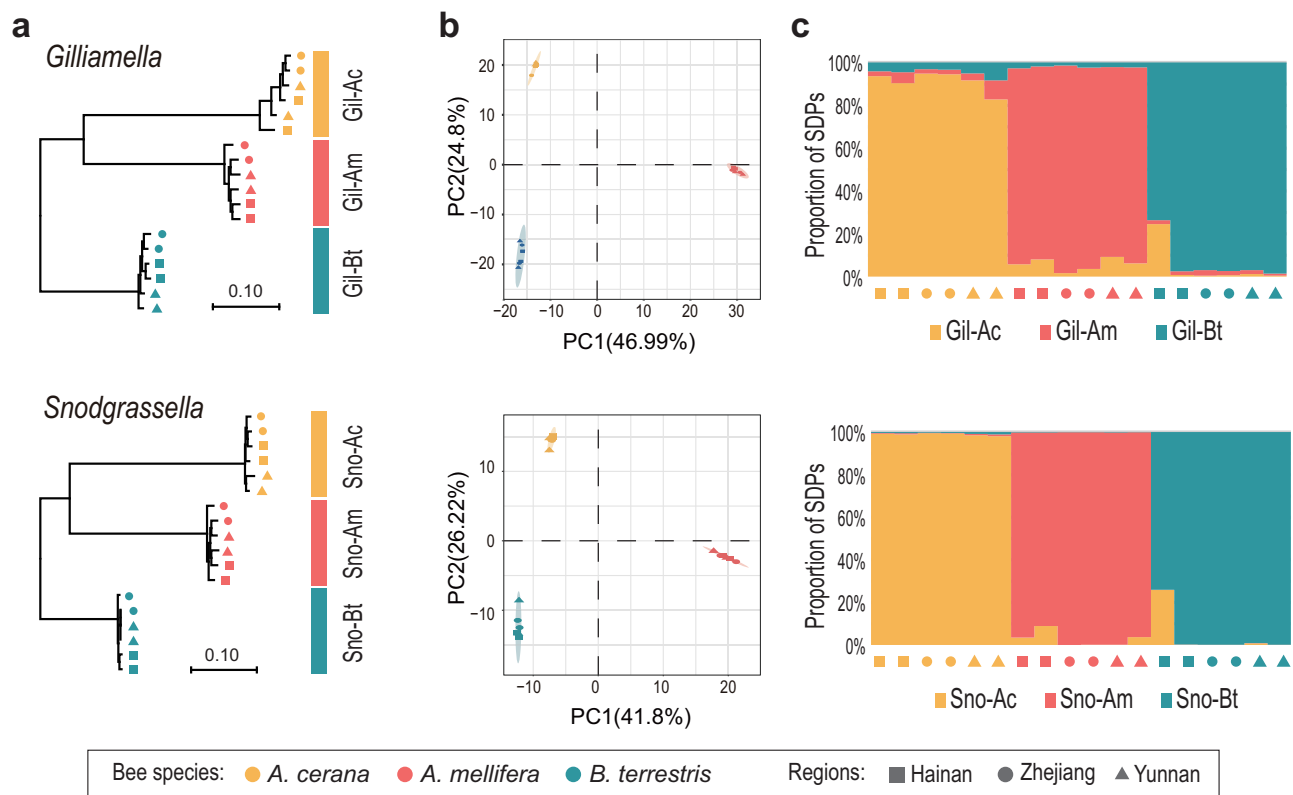 a
Gilliamella
Gil-Ac
Gil-Am
Gil-Bt
0.10
b
20
10
0
−10
−20
PC2(24.8%)
−20 −10 0 10 20 30
PC1(46.99%)
c
100%
80%
60%
40%
20%
0%
Proportion of SDPs
Gil-Ac Gil-Am Gil-Bt
Snodgrassella
Sno-Ac
Sno-Am
Sno-Bt
0.10
10
0
−10
PC2(26.22%)
−10 0 10 20
PC1(41.8%)
100%
80%
60%
40%
20%
0%
Proportion of SDPs
Sno-Ac Sno-Am Sno-Bt
Bee species: A. cerana A. mellifera B. terrestris Regions: Hainan Zhejiang Yunnan